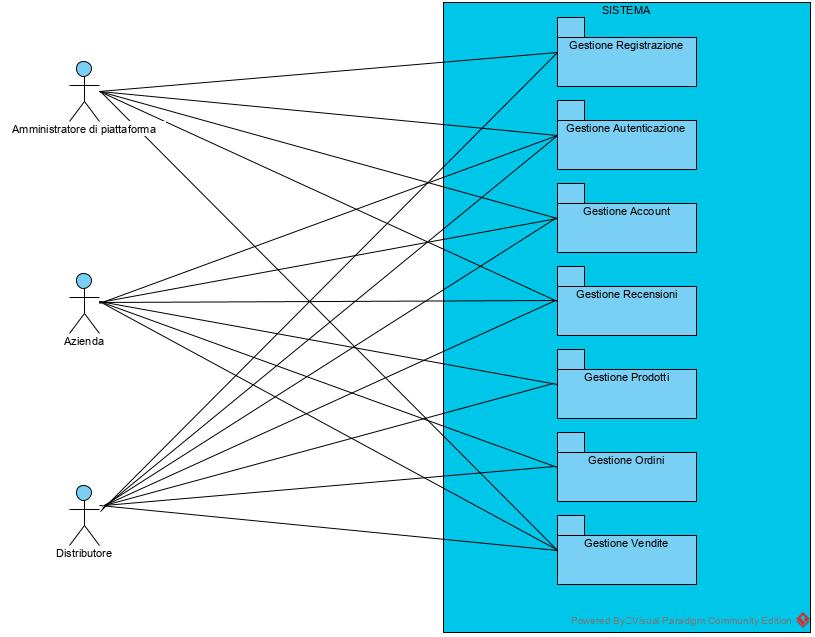 SISTEMA
Gestione Registrazione
Amministratore di piattaforma
Gestione Autenticazione
Gestione Account
Gestione Recensioni
Azienda
Gestione Prodotti
Gestione Ordini
Distributore
Gestione Vendite
Powered By Visual Paradigm Community Edition